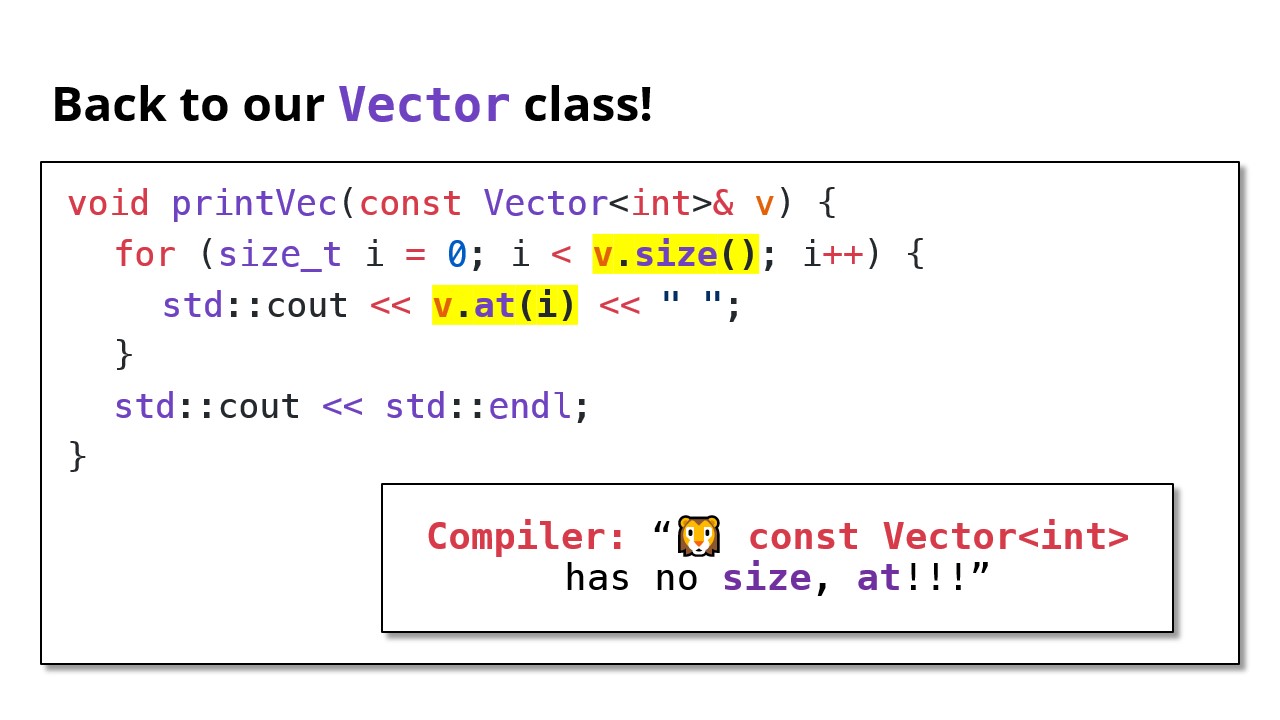 Back to our Vector class!
void printVec(const Vector<int>& v) {
for (size_t i = 0; i < v.size(); i++) {
std::cout << v.at(i) << " ";
}
std::cout << std::endl;
}
Compiler: “🦁 const Vector<int>
has no size, at!!!”